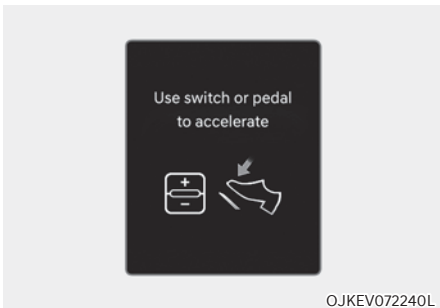 Use switch or pedal
to accelerate
+
-
OJKEV072240L